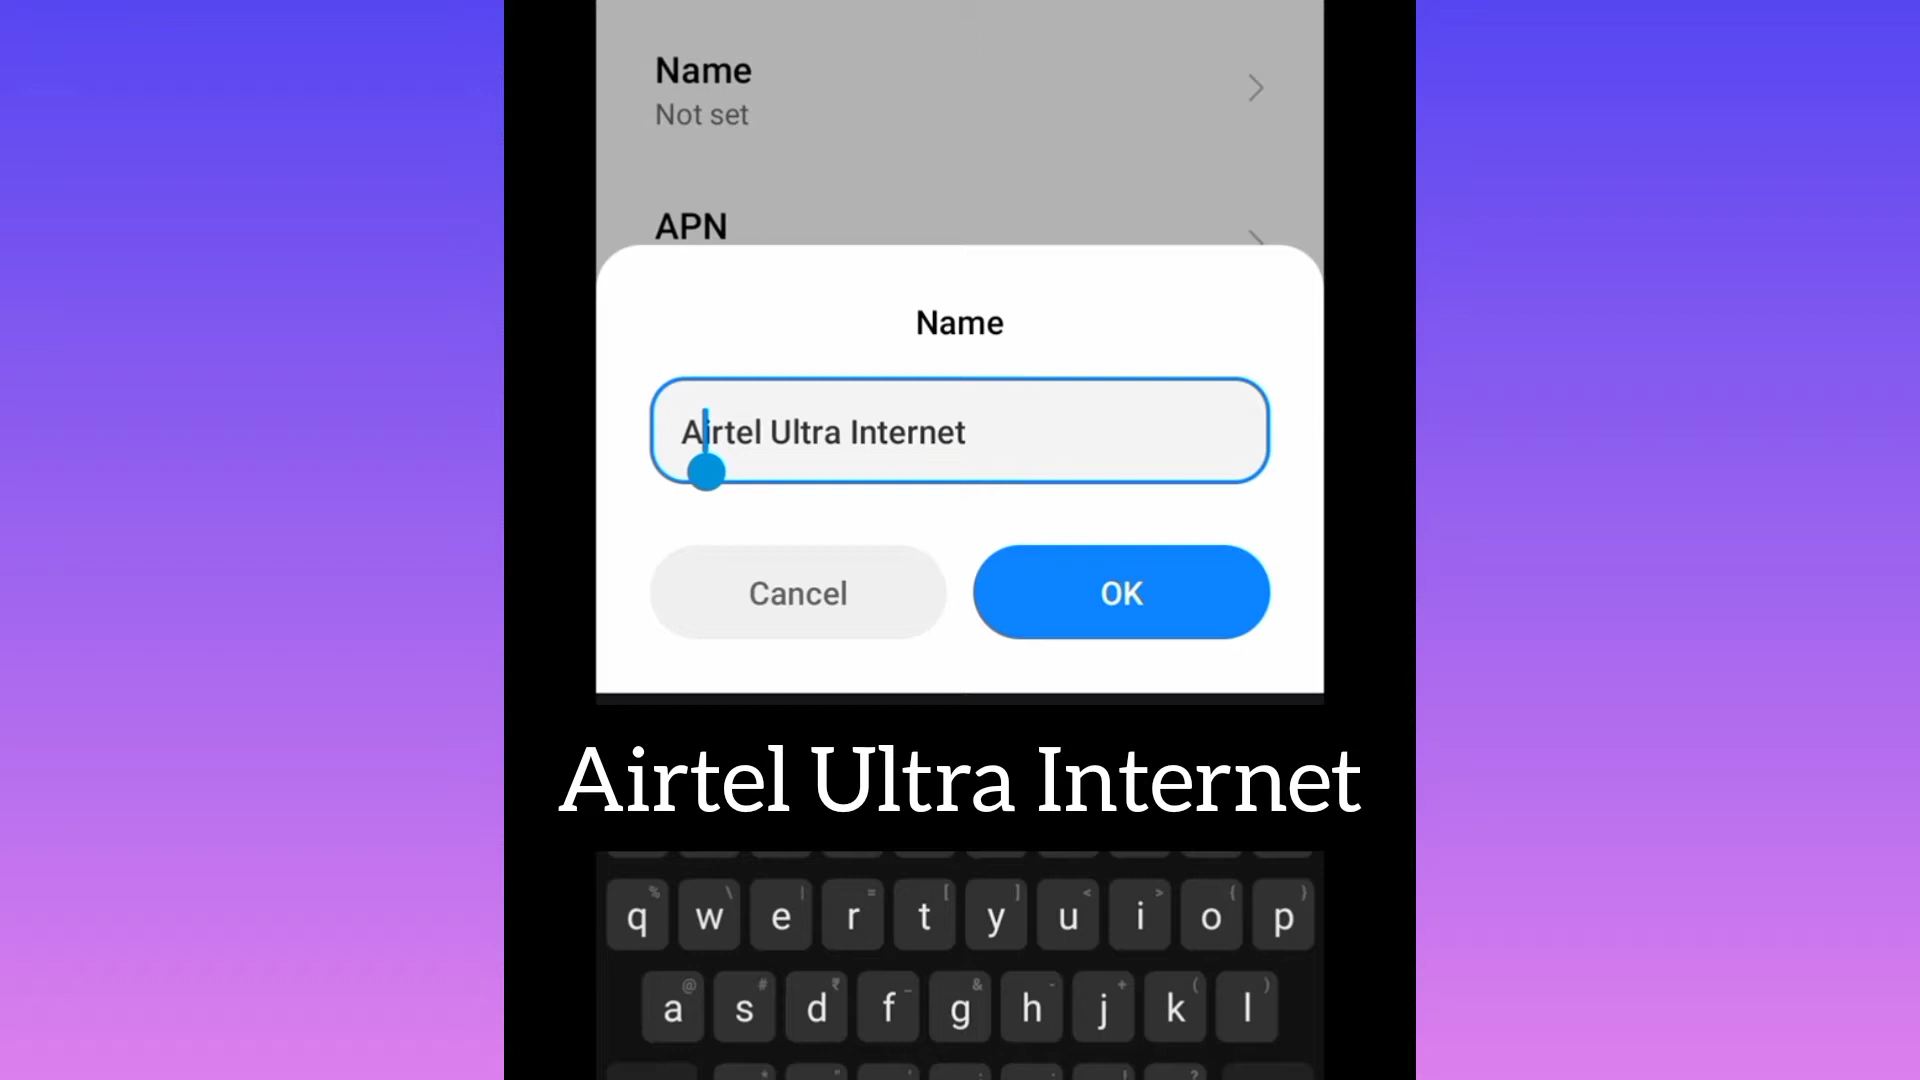 Name
Not set
APN
Name
Airtel Ultra Internet
Cancel
OK
Airtel Ultra Internet
% \ | = [ ] < > { }
q w e r t y u i o p
@ # ₹ _ & - + ( )
a s d f g h j k l